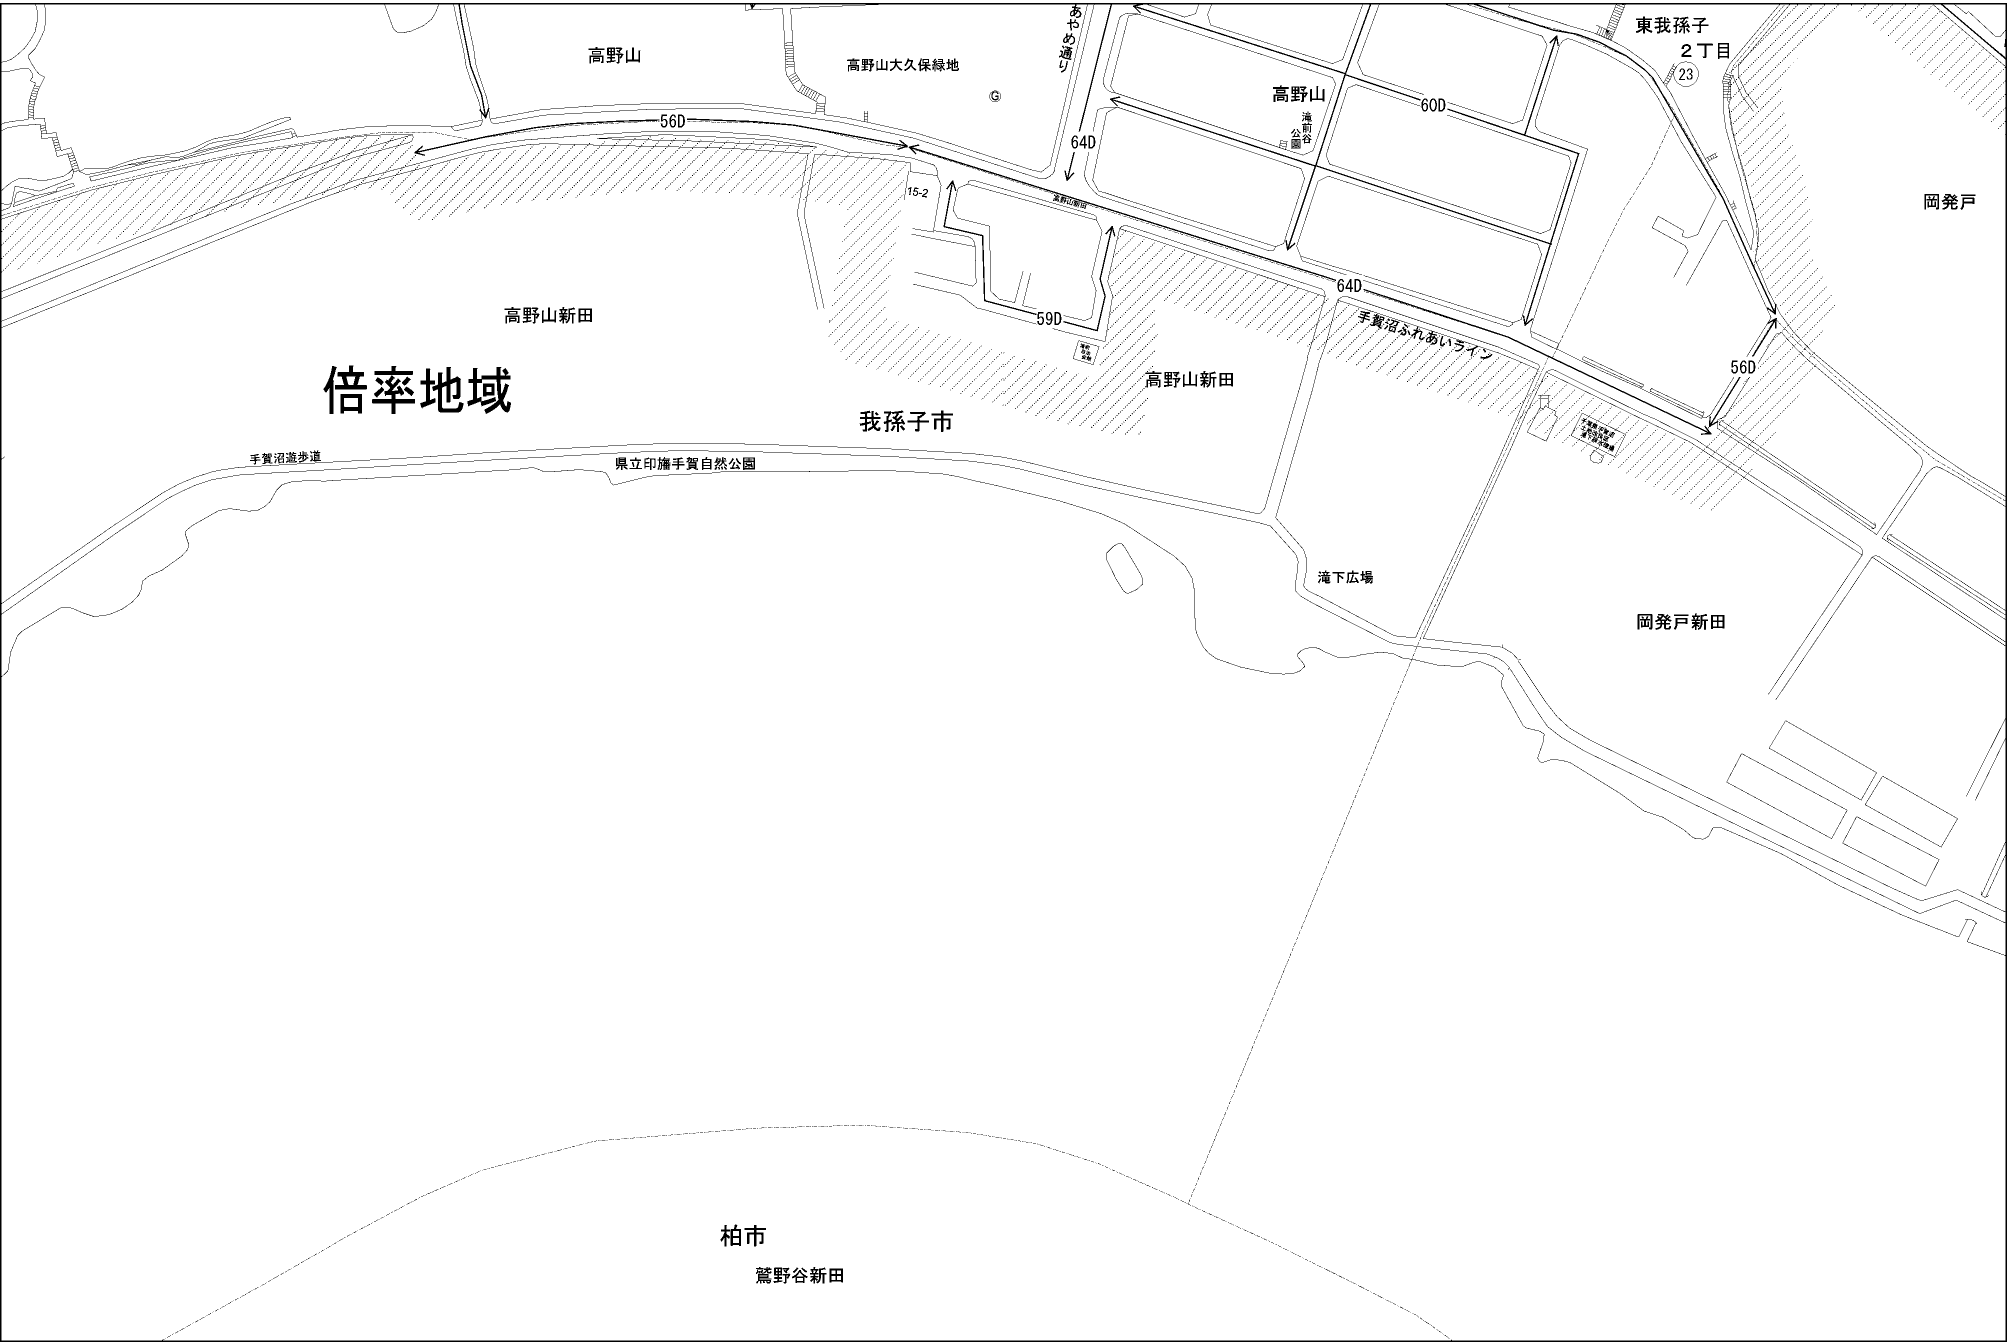 東我孫子
2丁目
23
あやめ通り
高野山
高野山大久保緑地
G
高野山
滝前谷
公園
60D
56D
64D
15-2
高野山新田
岡発戸
高野山新田
64D
59D
手賀沼ふれあいライン
56D
高野山新田
倍率地域
我孫子市
手賀沼遊歩道
県立印旛手賀自然公園
滝下広場
岡発戸新田
柏市
鷲野谷新田